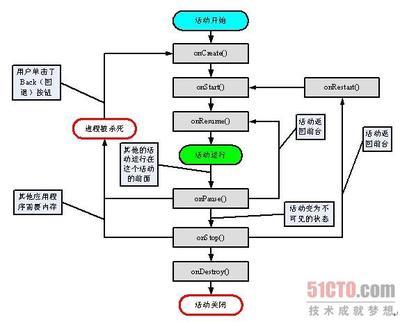 活动开始
onCreate()
用户单击了
Back（回
退）按钮
onStart()
onRestart()
onResume()
进程被杀死
活动返
回前台
活动返
回前台
其他的活
动运行在
这个活动
的前面
活动运行
其他应用程
序需要内存
onPause()
活动变为不
可见的状态
onStop()
onDestroy()
活动关闭
51CTO.com
技术成就梦想